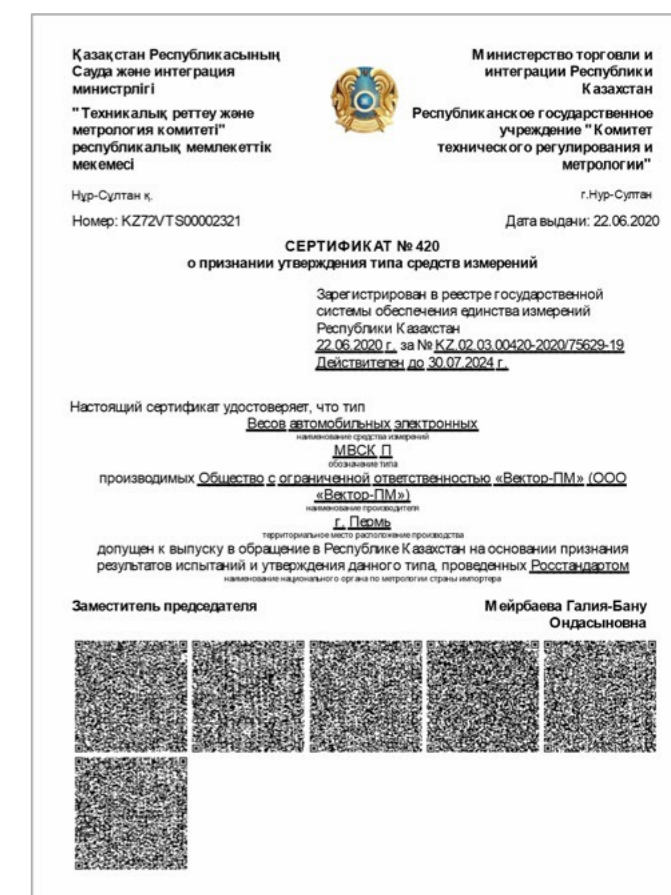 Қазақстан Республикасының
Сауда және интеграция
министрлігі
"Техникалық реттеу және
метрология комитеті"
республикалық мемлекеттік
мекемесі
Министерство торговли и
интеграции Республики
Казахстан
Республиканское государственное
учреждение "Комитет
технического регулирования и
метрологии"
Нұр-Сұлтан қ.
г.Нур-Султан
Номер: KZ72VTS00002321
Дата выдачи: 22.06.2020
СЕРТИФИКАТ № 420
о признании утверждения типа средств измерений
Зарегистрирован в реестре государственной
системы обеспечения единства измерений
Республики Казахстан
22.06.2020 г. за № KZ.02.03.00420-2020/75629-19
Действителен до 30.07.2024 г.
Настоящий сертификат удостоверяет, что тип
Весов автомобильных электронных
наименование средства измерений
МВСК П
обозначение типа
производимых Общество с ограниченной ответственностью «Вектор-ПМ» (ООО
«Вектор-ПМ»)
наименование производителя
г. Пермь
территориальное место расположение производства
допущен к выпуску в обращение в Республике Казахстан на основании признания
результатов испытаний и утверждения данного типа, проведенных Росстандартом
наименование национального органа по метрологии страны импортера
Заместитель председателя
Мейрбаева Галия-Бану
Ондасыновна